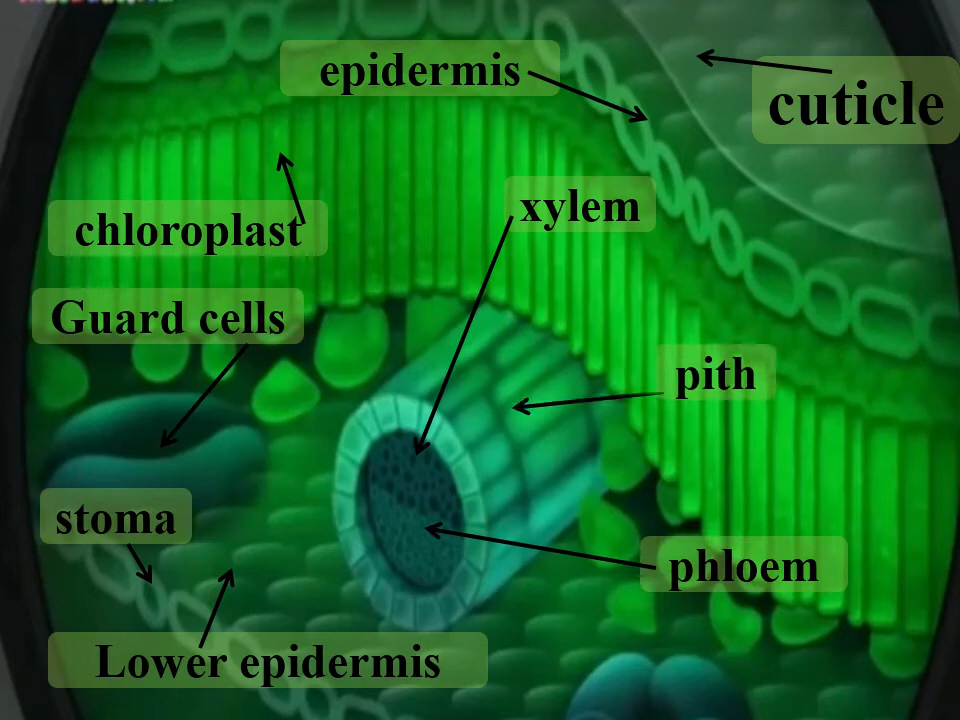 epidermis
cuticle
xylem
chloroplast
Guard cells
pith
stoma
phloem
Lower epidermis